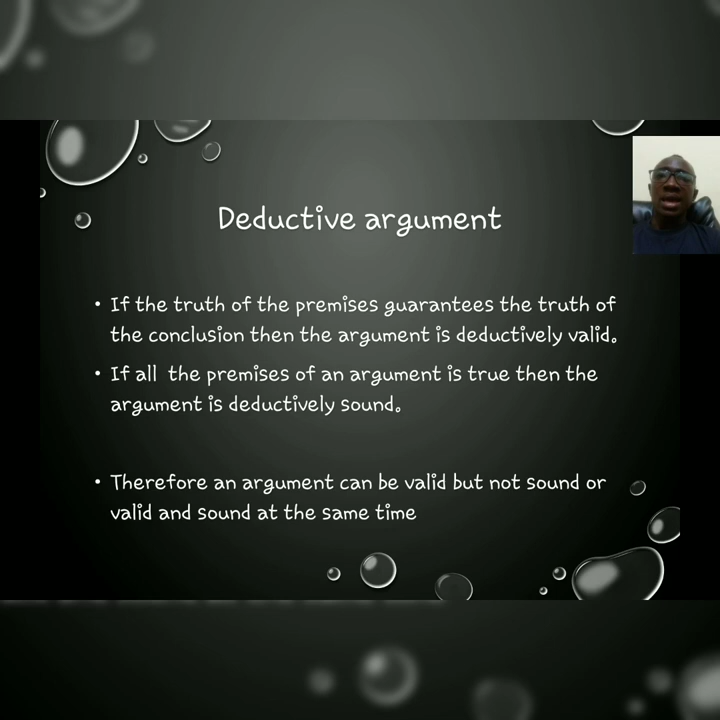 Deductive argument
• If the truth of the premises guarantees the truth of
the conclusion then the argument is deductively valid.
• If all the premises of an argument is true then the
argument is deductively sound.
• Therefore an argument can be valid but not sound or
valid and sound at the same time